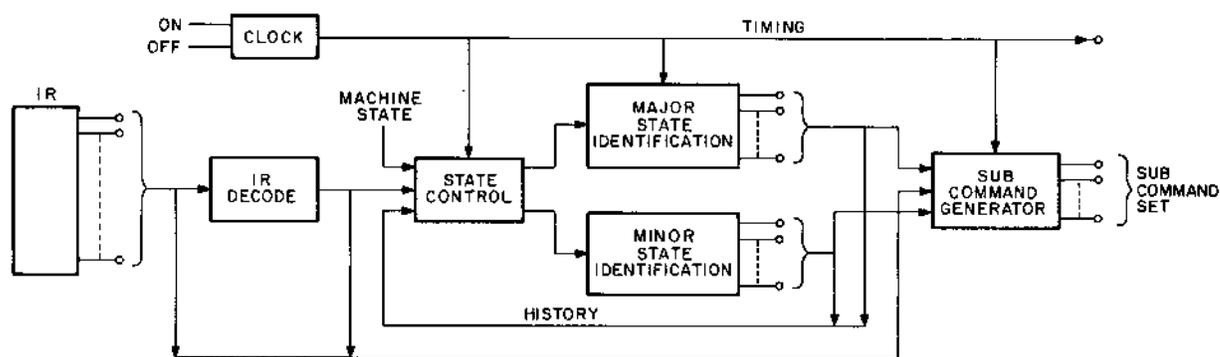 ON
OFF
CLOCK
TIMING
IR
MACHINE
STATE
MAJOR
STATE
IDENTIFICATION
IR
DECODE
STATE
CONTROL
SUB
COMMAND
GENERATOR
SUB
COMMAND
SET
MINOR
STATE
IDENTIFICATION
HISTORY